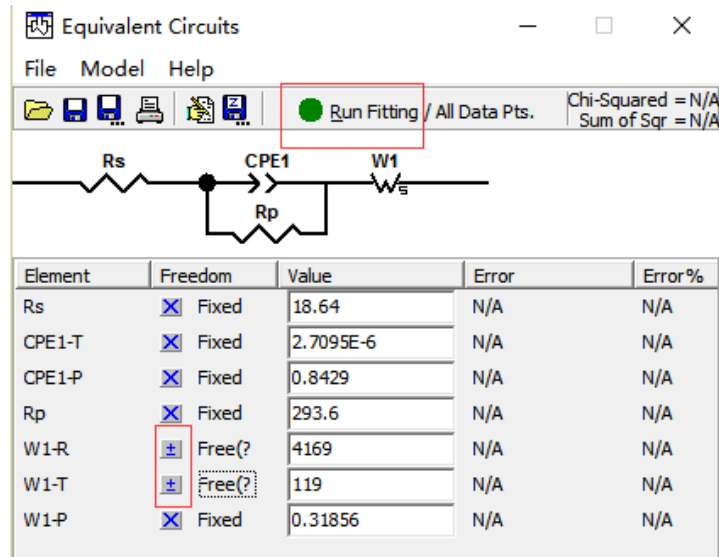 Equivalent Circuits
File Model Help
Run Fitting / All Data Pts. Chi-Squared = N/A
Sum of Sqr = N/A
Rs CPE1 W1
s
Rp
Element Freedom Value Error Error%
Rs Fixed 18.64 N/A N/A
CPE1-T Fixed 2.7095E-6 N/A N/A
CPE1-P Fixed 0.8429 N/A N/A
Rp Fixed 293.6 N/A N/A
W1-R ± Free(? 4169 N/A N/A
W1-T ± Free(? 119 N/A N/A
W1-P Fixed 0.31856 N/A N/A